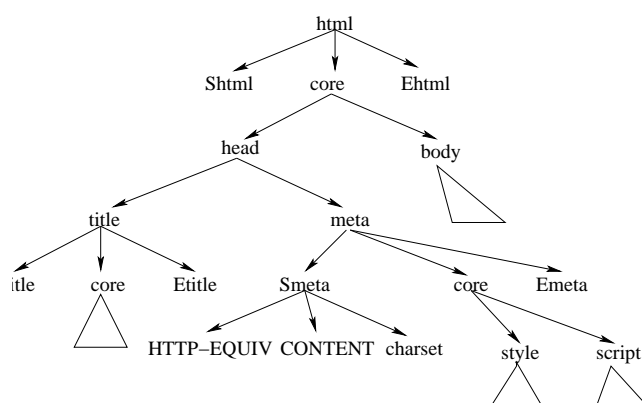 html
Shtml core Ehtml
head body
title meta
itle core Etitle Smeta core Emeta
HTTP−EQUIV CONTENT charset style script